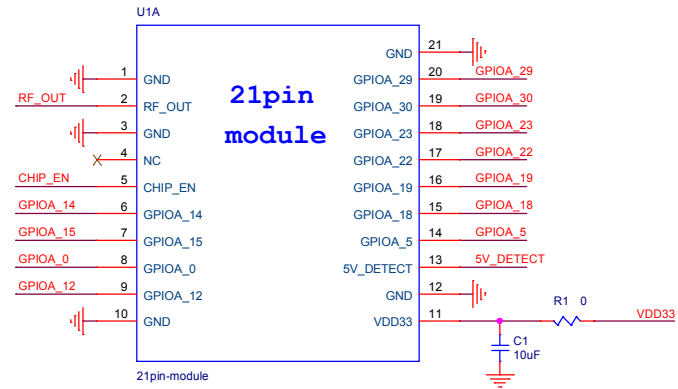 U1A
21pin
module
1 GND
RF_OUT 2 RF_OUT
3 GND
4 NC
CHIP_EN 5 CHIP_EN
GPIOA_14 6 GPIOA_14
GPIOA_15 7 GPIOA_15
GPIOA_0 8 GPIOA_0
GPIOA_12 9 GPIOA_12
10 GND
GND 21
GPIOA_29 20 GPIOA_29
GPIOA_30 19 GPIOA_30
GPIOA_23 18 GPIOA_23
GPIOA_22 17 GPIOA_22
GPIOA_19 16 GPIOA_19
GPIOA_18 15 GPIOA_18
GPIOA_5 14 GPIOA_5
5V_DETECT 13 5V_DETECT
GND 12
VDD33 11
R1 0
VDD33
C1
10uF
21pin-module